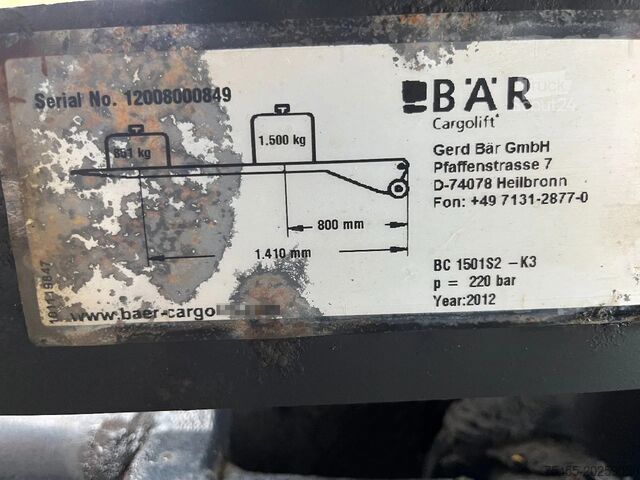 Serial No. 12008000849
BÄR
Cargolift
Gerd Bär GmbH
Pfaffenstrasse 7
D-74078 Heilbronn
Fon: +49 7131-2877-0
1.500 kg
kg
800 mm
1.410 mm
BC 1501S2 -K3
p = 220 bar
Year:2012
www.baer-cargo